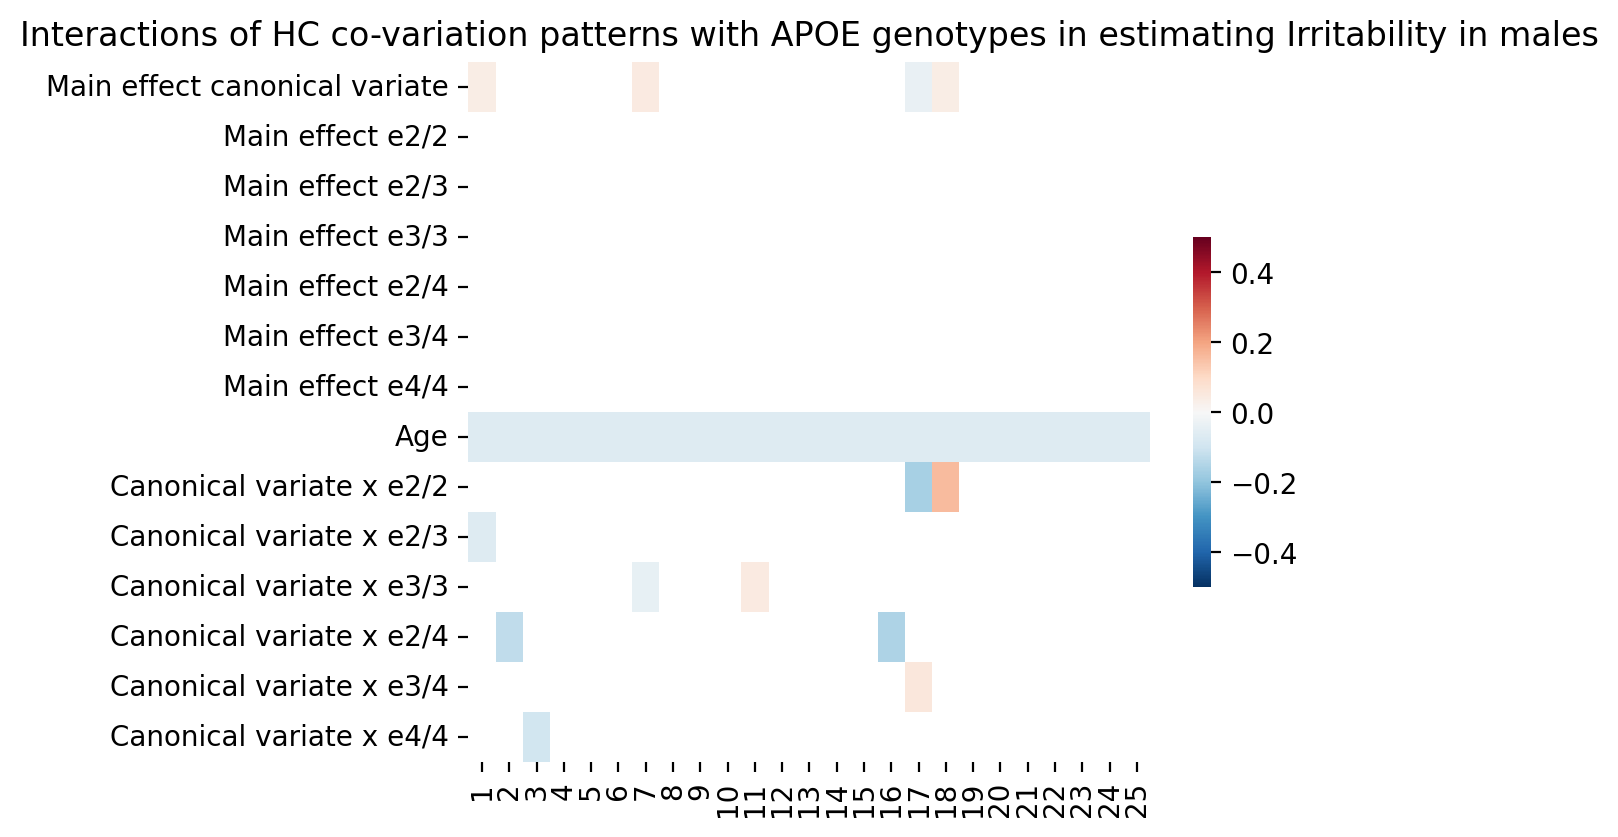 Interactions of HC co-variation patterns with APOE genotypes in estimating Irritability in males
Main effect canonical variate
Main effect e2/2
Main effect e2/3
Main effect e3/3
Main effect e2/4
Main effect e3/4
Main effect e4/4
Age
Canonical variate x e2/2
Canonical variate x e2/3
Canonical variate x e3/3
Canonical variate x e2/4
Canonical variate x e3/4
Canonical variate x e4/4
1 2 3 4 5 6 7 8 9 10 11 12 13 14 15 16 17 18 19 20 21 22 23 24 25
0.4
0.2
0.0
−0.2
−0.4